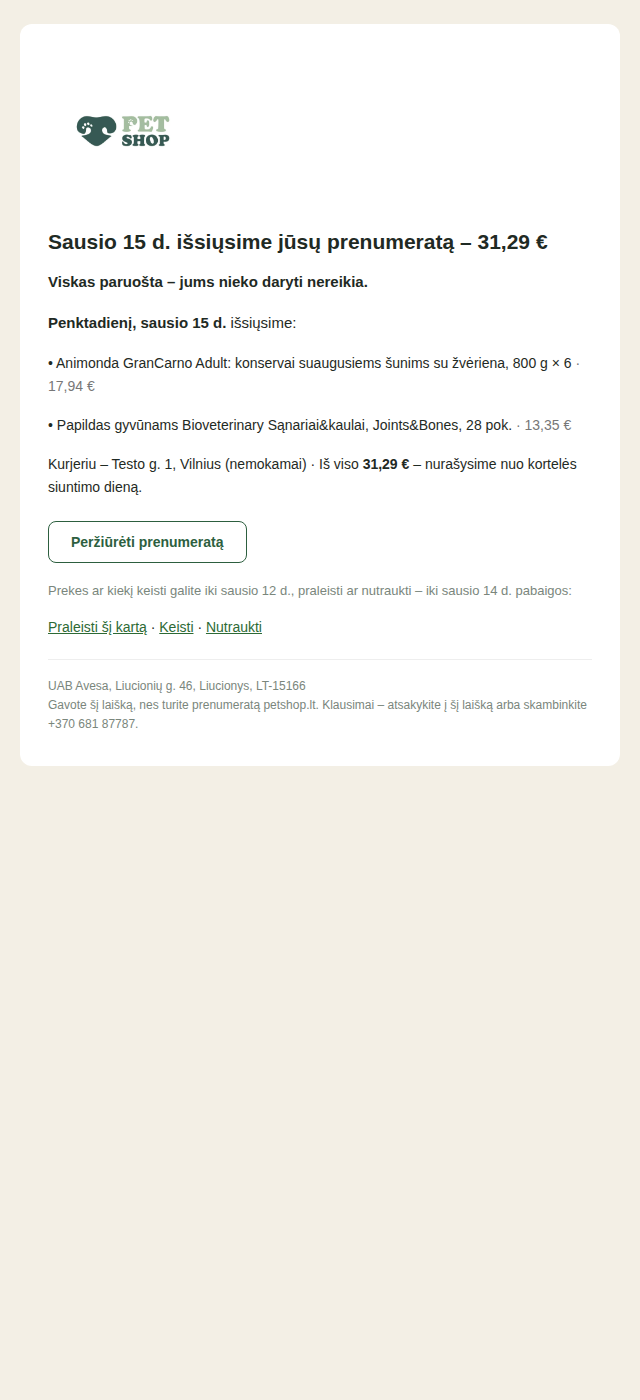 PET
SHOP
Sausio 15 d. išsiųsime jūsų prenumeratą – 31,29 €
Viskas paruošta – jums nieko daryti nereikia.
Penktadienį, sausio 15 d. išsiųsime:
• Animonda GranCarno Adult: konservai suaugusiems šunims su žvėriena, 800 g × 6 ·
17,94 €
• Papildas gyvūnams Bioveterinary Sąnariai&kaulai, Joints&Bones, 28 pok. · 13,35 €
Kurjeriu – Testo g. 1, Vilnius (nemokamai) · Iš viso 31,29 € – nurašysime nuo kortelės
siuntimo dieną.
Peržiūrėti prenumeratą
Prekes ar kiekį keisti galite iki sausio 12 d., praleisti ar nutraukti – iki sausio 14 d. pabaigos:
Praleisti šį kartą · Keisti · Nutraukti
UAB Avesa, Liucionių g. 46, Liucionys, LT-15166
Gavote šį laišką, nes turite prenumeratą petshop.lt. Klausimai – atsakykite į šį laišką arba skambinkite
+370 681 87787.